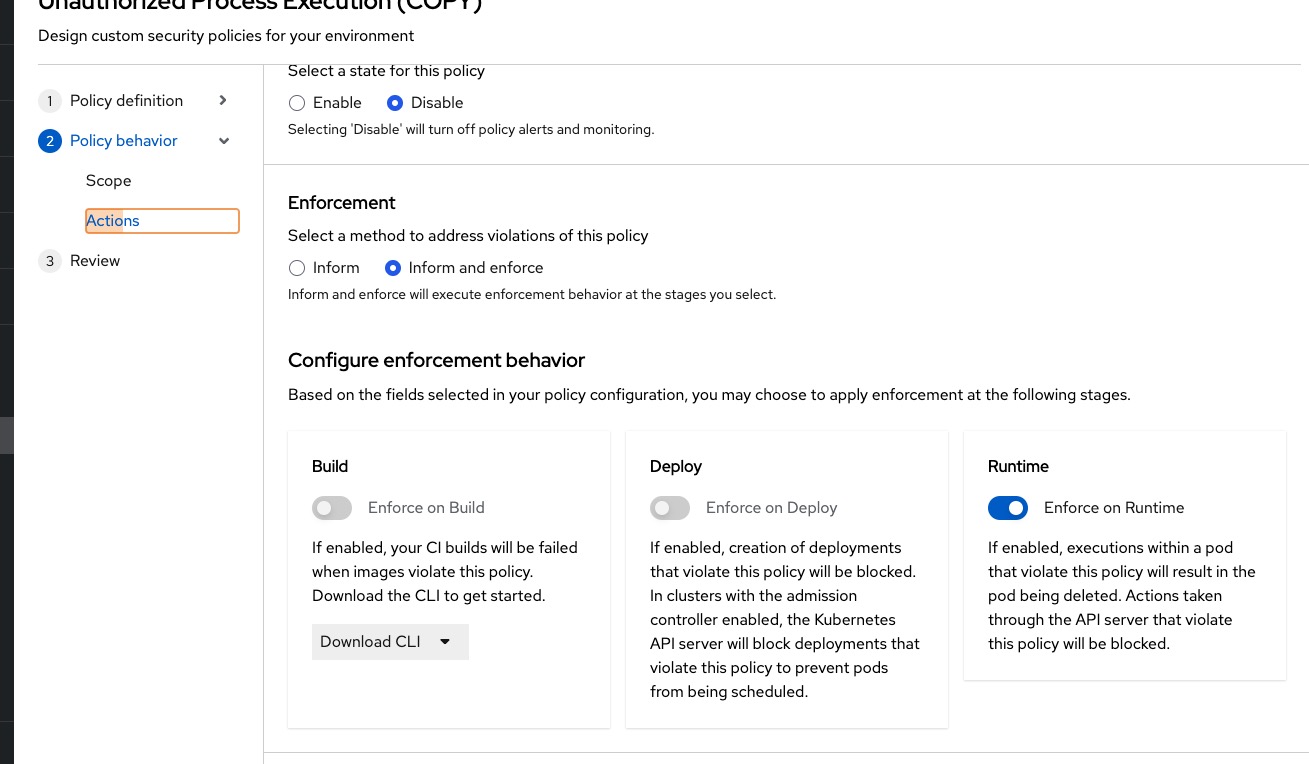 Unauthorized Process Execution (COPY)
Design custom security policies for your environment
1 Policy definition
2 Policy behavior
Scope
Actions
3 Review
Select a state for this policy
Enable Disable
Selecting 'Disable' will turn off policy alerts and monitoring.
Enforcement
Select a method to address violations of this policy
Inform Inform and enforce
Inform and enforce will execute enforcement behavior at the stages you select.
Configure enforcement behavior
Based on the fields selected in your policy configuration, you may choose to apply enforcement at the following stages.
Build
Enforce on Build
If enabled, your CI builds will be failed
when images violate this policy.
Download the CLI to get started.
Download CLI
Deploy
Enforce on Deploy
If enabled, creation of deployments
that violate this policy will be blocked.
In clusters with the admission
controller enabled, the Kubernetes
API server will block deployments that
violate this policy to prevent pods
from being scheduled.
Runtime
Enforce on Runtime
If enabled, executions within a pod
that violate this policy will result in the
pod being deleted. Actions taken
through the API server that violate
this policy will be blocked.